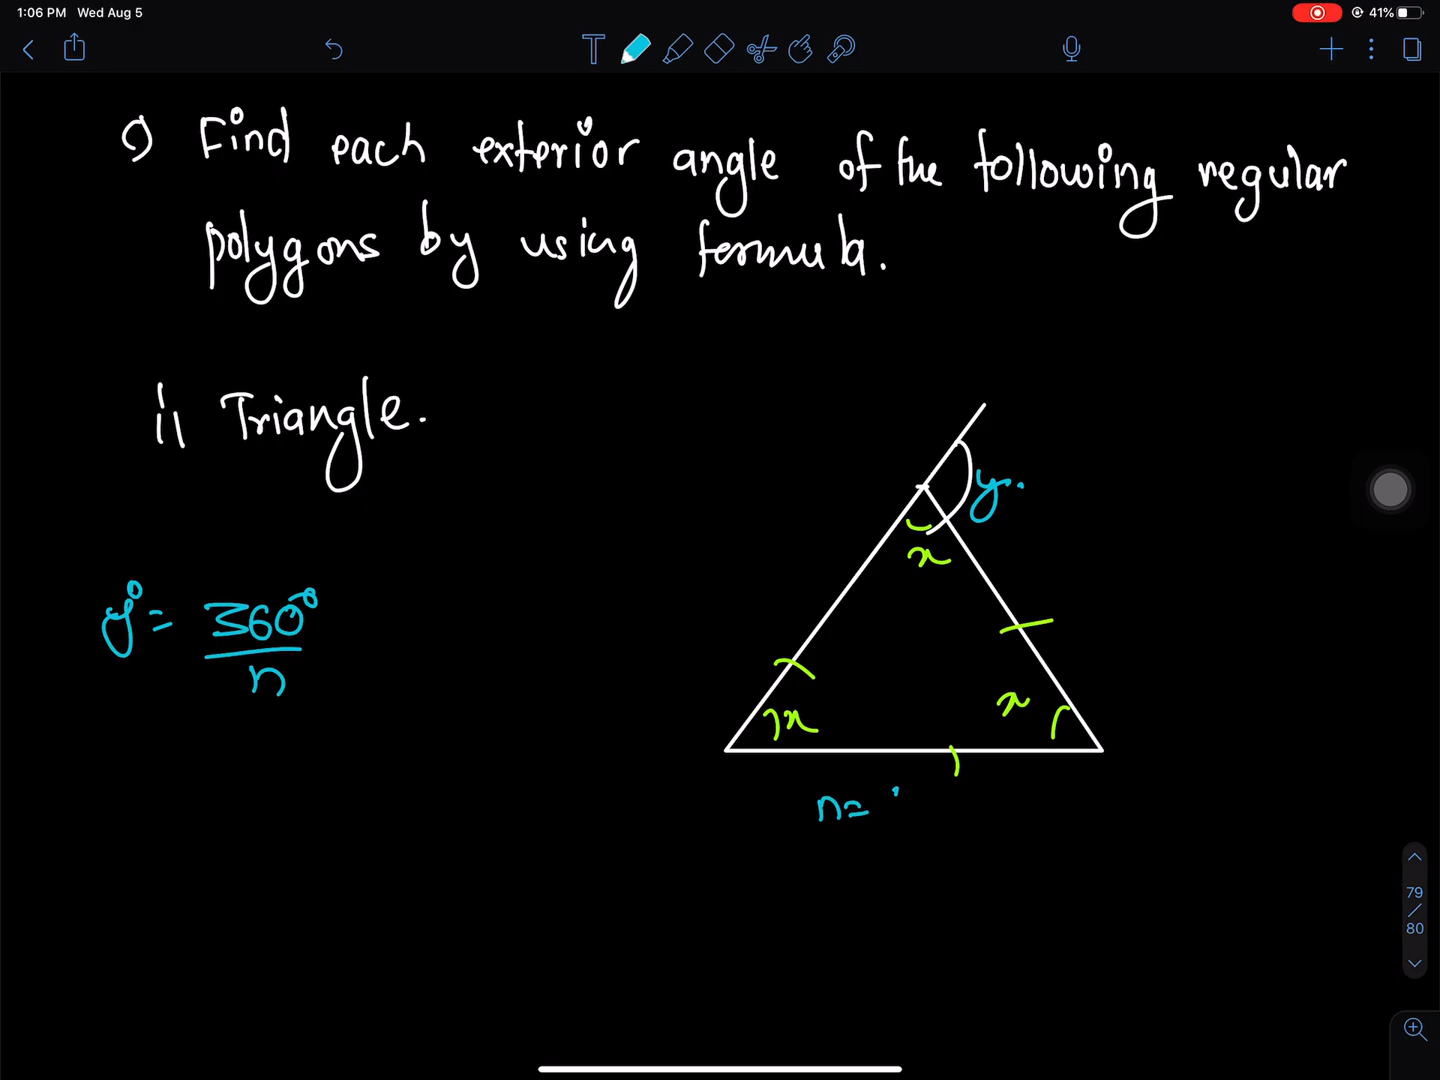 1:06 PM Wed Aug 5
41%
Find each exterior angle of the following regular
polygons by using formula.
Triangle.
y.
x
y° = 360°
n
x
x
n=
79
80